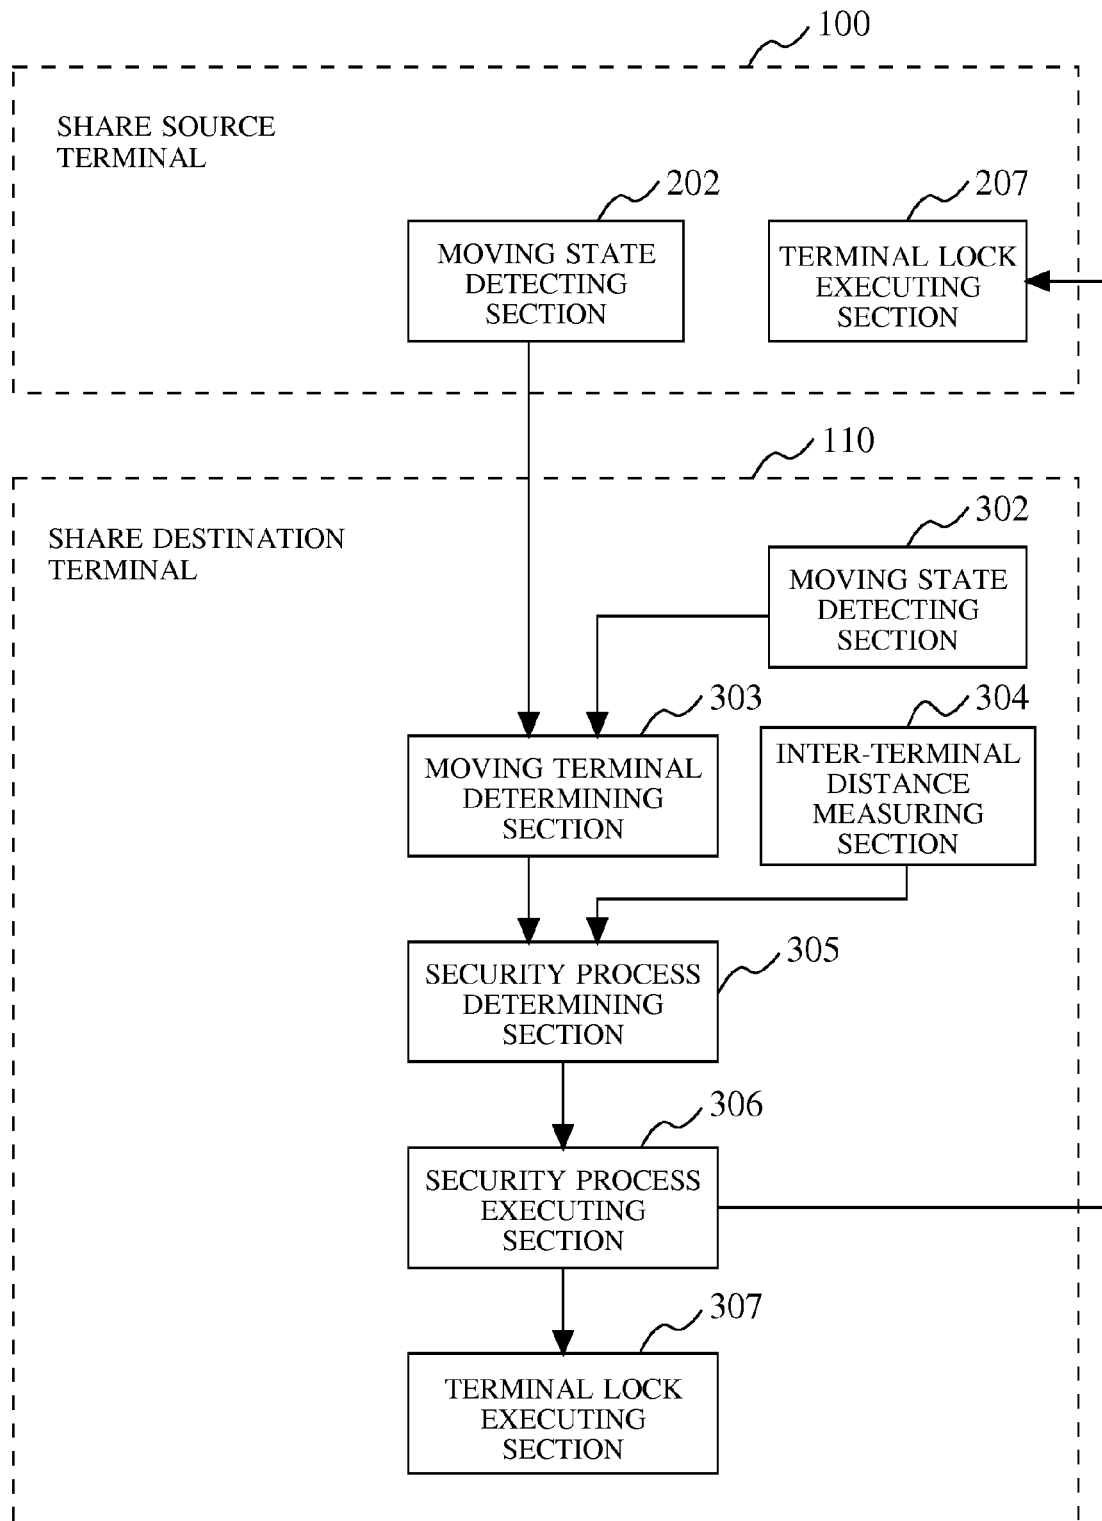 100
SHARE SOURCE
TERMINAL
202
207
MOVING STATE
DETECTING
SECTION
TERMINAL LOCK
EXECUTING
SECTION
110
SHARE DESTINATION
TERMINAL
302
MOVING STATE
DETECTING
SECTION
303
304
MOVING TERMINAL
DETERMINING
SECTION
INTER-TERMINAL
DISTANCE
MEASURING
SECTION
305
SECURITY PROCESS
DETERMINING
SECTION
306
SECURITY PROCESS
EXECUTING
SECTION
307
TERMINAL LOCK
EXECUTING
SECTION